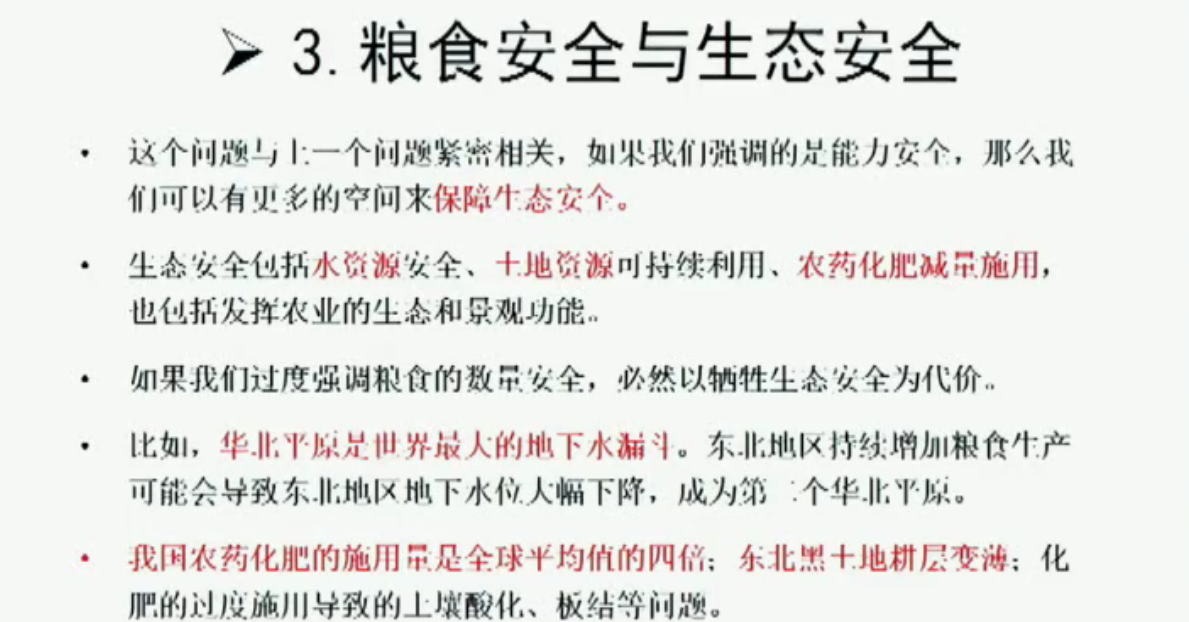 ➢ 3. 粮食安全与生态安全
• 这个问题与上一个问题紧密相关，如果我们强调的是能力安全，那么我
们可以有更多的空间来保障生态安全。
• 生态安全包括水资源安全、土地资源可持续利用、农药化肥减量施用，
也包括发挥农业的生态和景观功能。
• 如果我们过度强调粮食的数量安全，必然以牺牲生态安全为代价。
• 比如，华北平原是世界最大的地下水漏斗。东北地区持续增加粮食生产
可能会导致东北地区地下水位大幅下降，成为第二个华北平原。
• 我国农药化肥的施用量是全球平均值的四倍；东北黑土地耕层变薄；化
肥的过度施用导致的土壤酸化、板结等问题。